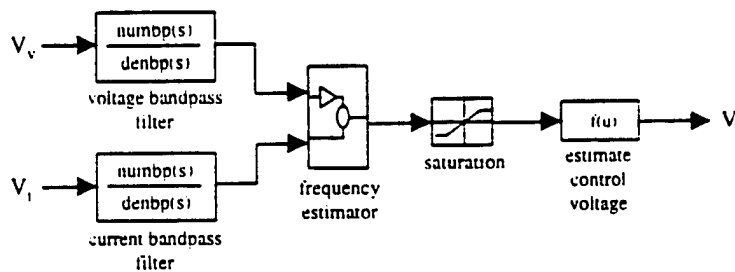 V_v
numbp(s)
denbp(s)
voltage bandpass
filter
V_i
numbp(s)
denbp(s)
current bandpass
filter
frequency
estimator
saturation
f(u)
estimate
control
voltage
V